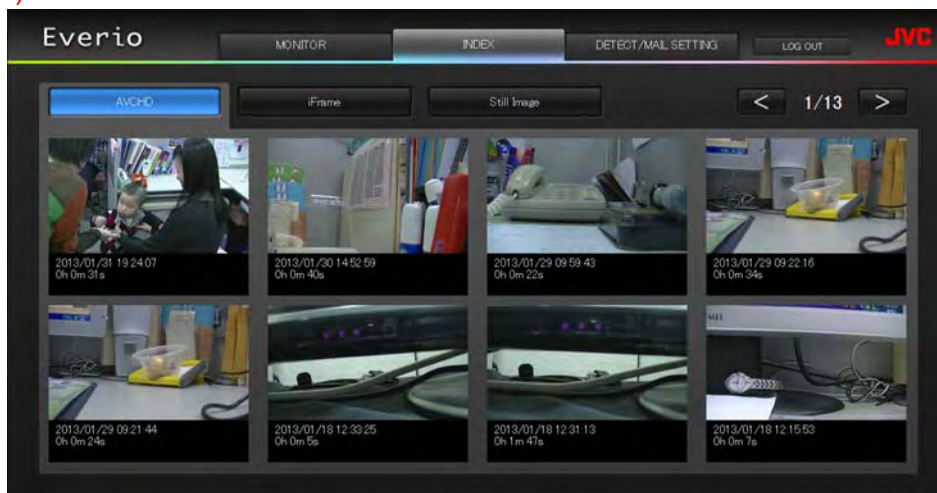 Everio
MONITOR
INDEX
DETECT/MAIL SETTING
LOG OUT
JVC
AVCHD
iFrame
Still Image
<
1/13
>
2013/01/31 19:24:07
0h 0m 31s
2013/01/30 14:52:59
0h 0m 40s
2013/01/29 09:59:43
0h 0m 22s
2013/01/29 09:22:16
0h 0m 34s
2013/01/29 09:21:44
0h 0m 24s
2013/01/18 12:33:25
0h 0m 5s
2013/01/18 12:31:13
0h 1m 47s
2013/01/18 12:15:53
0h 0m 7s